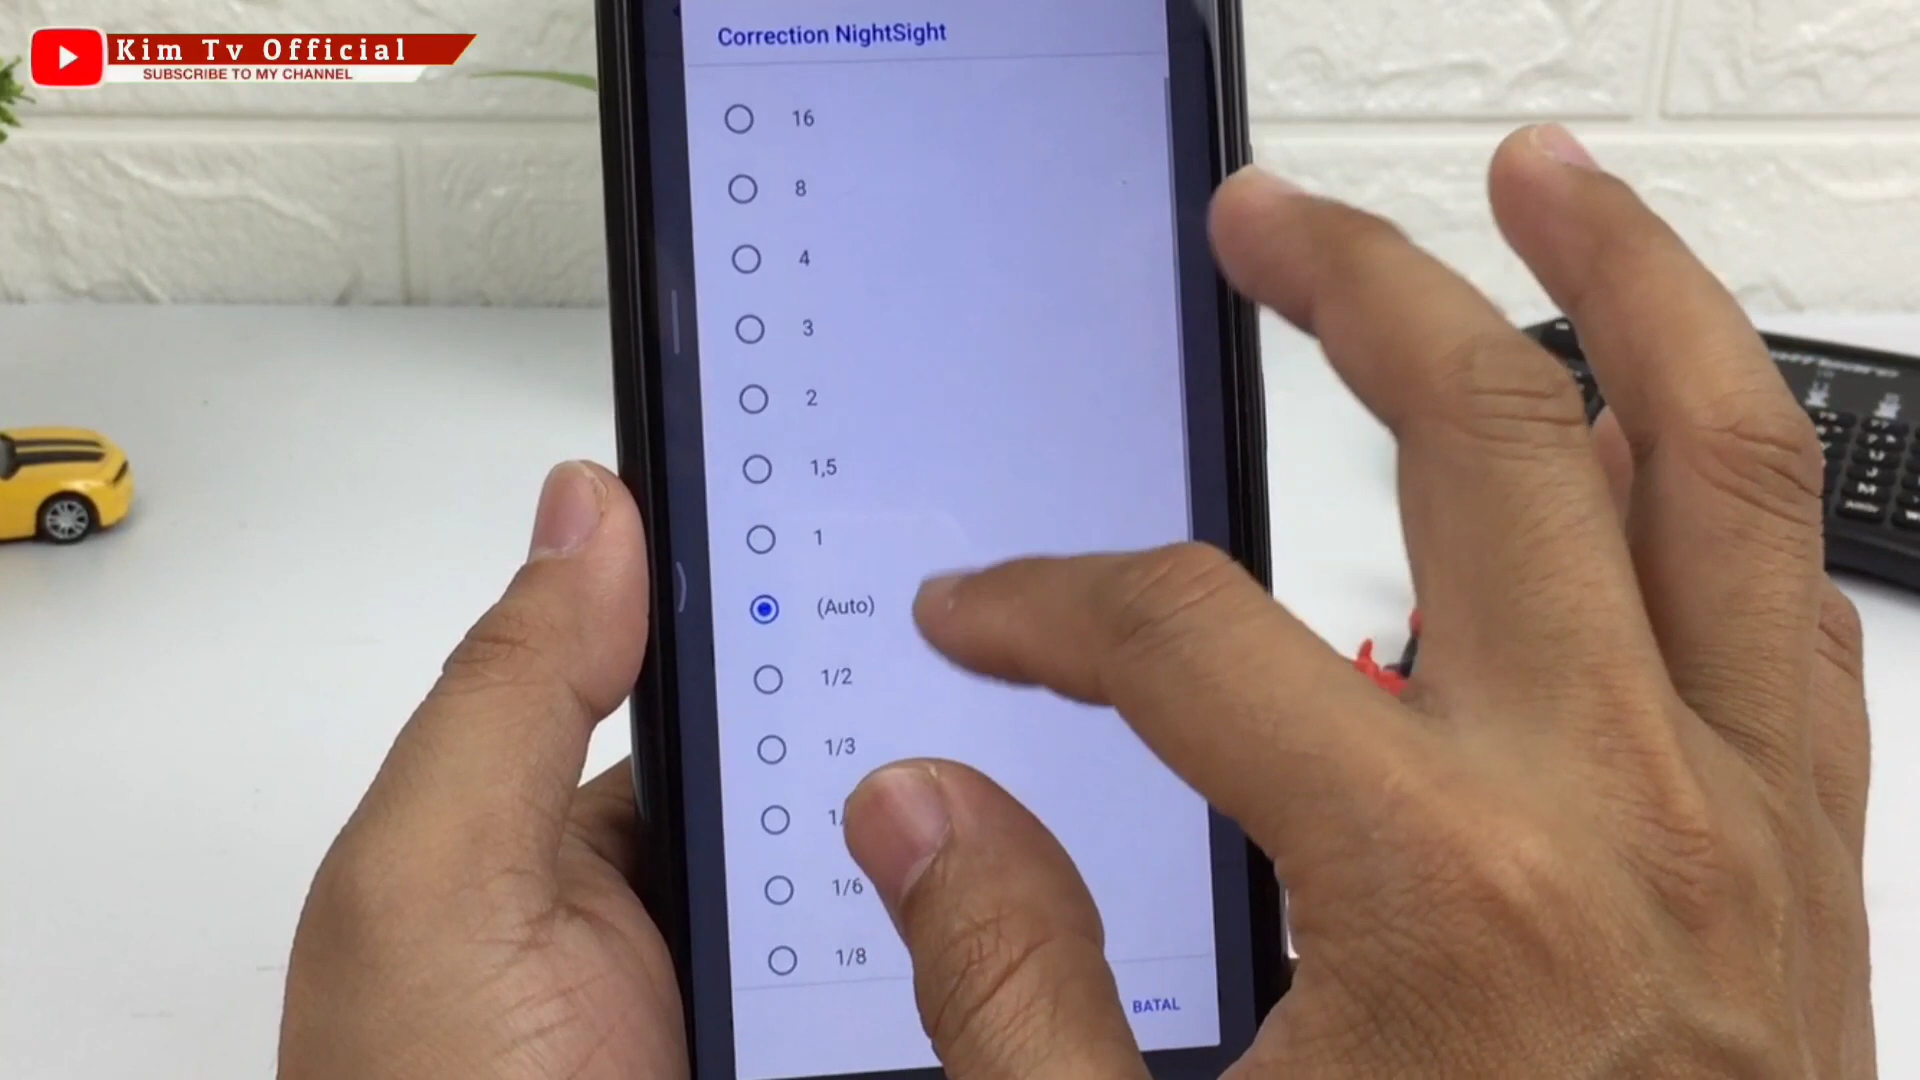 Kim Tv Official
SUBSCRIBE TO MY CHANNEL
Correction NightSight
16
8
4
3
2
1,5
1
(Auto)
1/2
1/3
1/6
1/8
BATAL